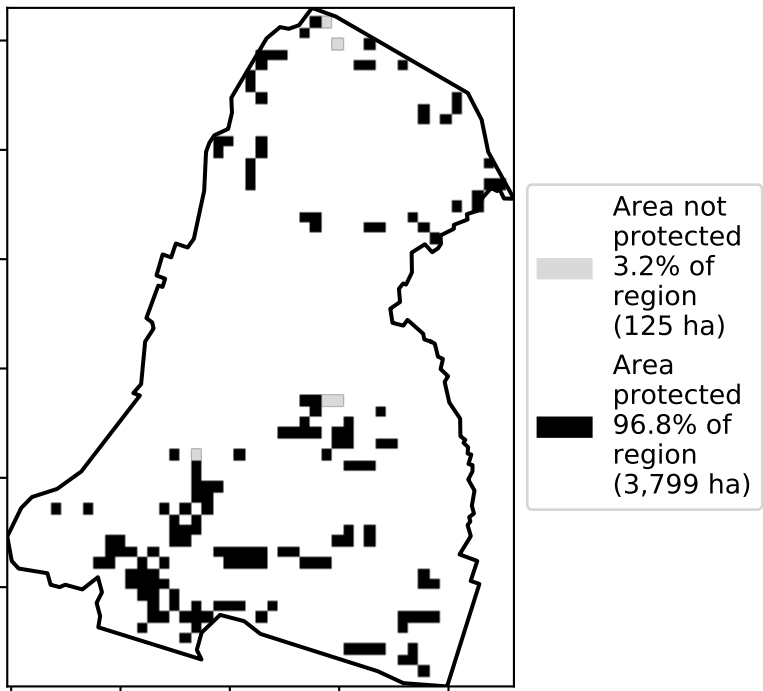 Area not
protected
3.2% of
region
(125 ha)
Area
protected
96.8% of
region
(3,799 ha)